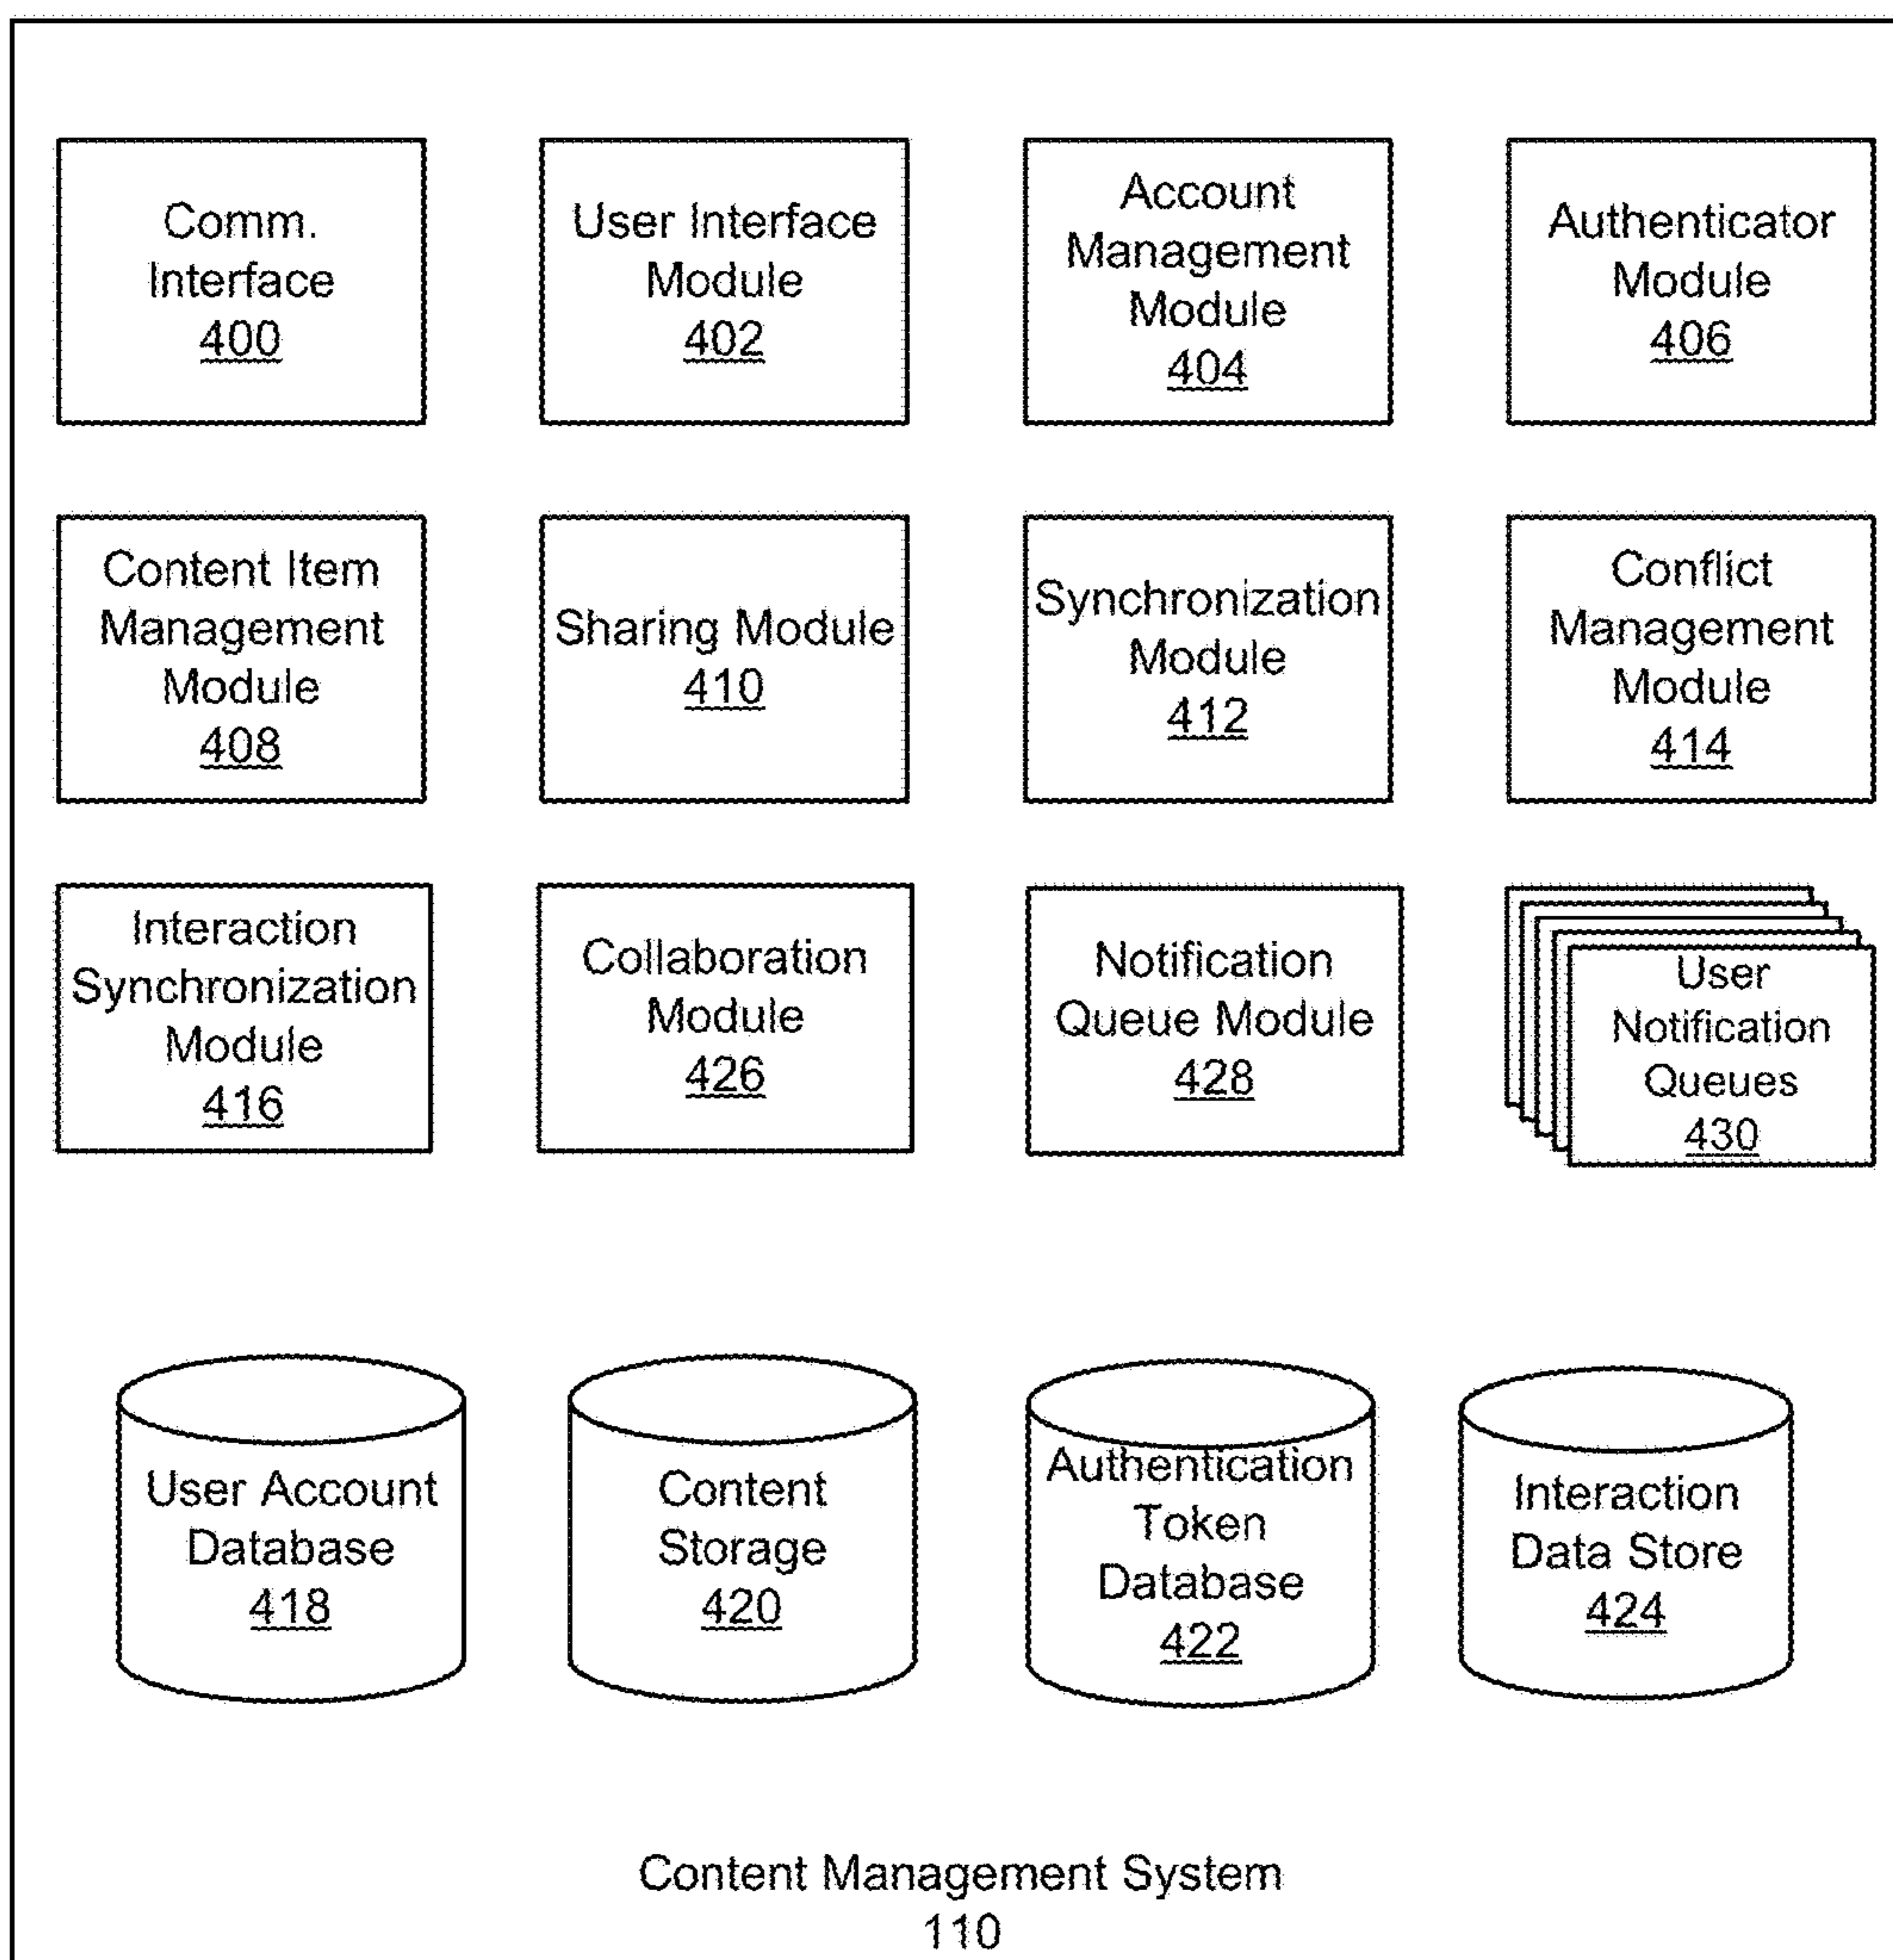 Comm.
Interface
400
User Interface
Module
402
Account
Management
Module
404
Authenticator
Module
406
Content Item
Management
Module
408
Sharing Module
410
Synchronization
Module
412
Conflict
Management
Module
414
Interaction
Synchronization
Module
416
Collaboration
Module
426
Notification
Queue Module
428
User
Notification
Queues
430
User Account
Database
418
Content
Storage
420
Authentication
Token
Database
422
Interaction
Data Store
424
Content Management System
110